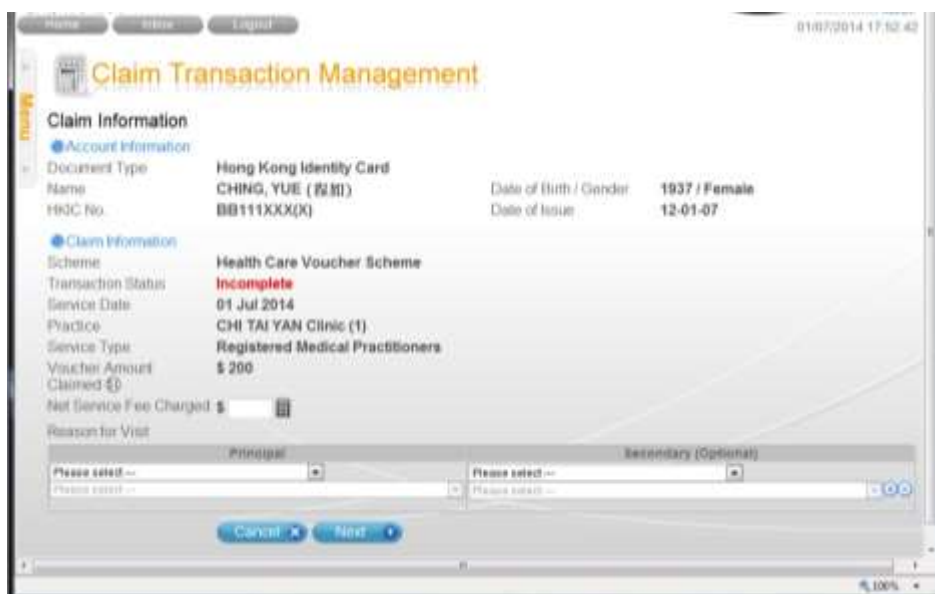 Home Inbox Logout
01/07/2014 17:52:42
Claim Transaction Management
Menu
Claim Information
Account Information
Document Type Hong Kong Identity Card
Name CHING, YUE Date of Birth / Gender 1937 / Female
HKIC No. BB111XXX(X) Date of Issue 12-01-07
Claim Information
Scheme Health Care Voucher Scheme
Transaction Status Incomplete
Service Date 01 Jul 2014
Practice CHI TAI YAN Clinic (1)
Service Type Registered Medical Practitioners
Voucher Amount $ 200
Claimed
Net Service Fee Charged $
Reason for Visit
Principal Secondary (Optional)
Please select --- Please select ---
Please select --- Please select ---
Cancel Next
100%